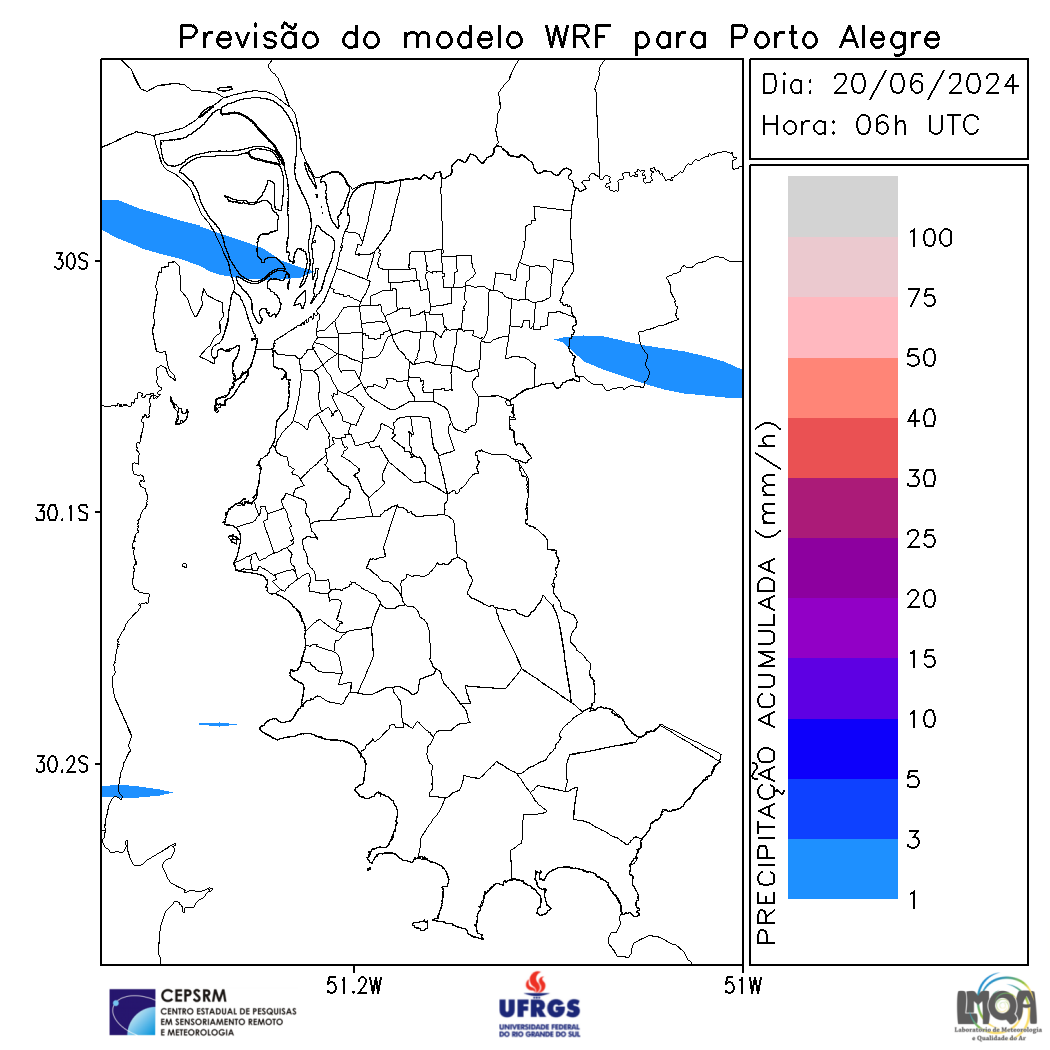 Previsão do modelo WRF para Porto Alegre
Dia: 20/06/2024
Hora: 06h UTC
30S
30.1S
30.2S
51.2W
51W
PRECIPITAÇÃO ACUMULADA (mm/h)
100
75
50
40
30
25
20
15
10
5
3
1
CEPSRM
CENTRO ESTADUAL DE PESQUISAS
EM SENSORIAMENTO REMOTO
E METEOROLOGIA
UFRGS
UNIVERSIDADE FEDERAL
DO RIO GRANDE DO SUL
LMQA
Laboratório de Meteorologia
e Qualidade do Ar